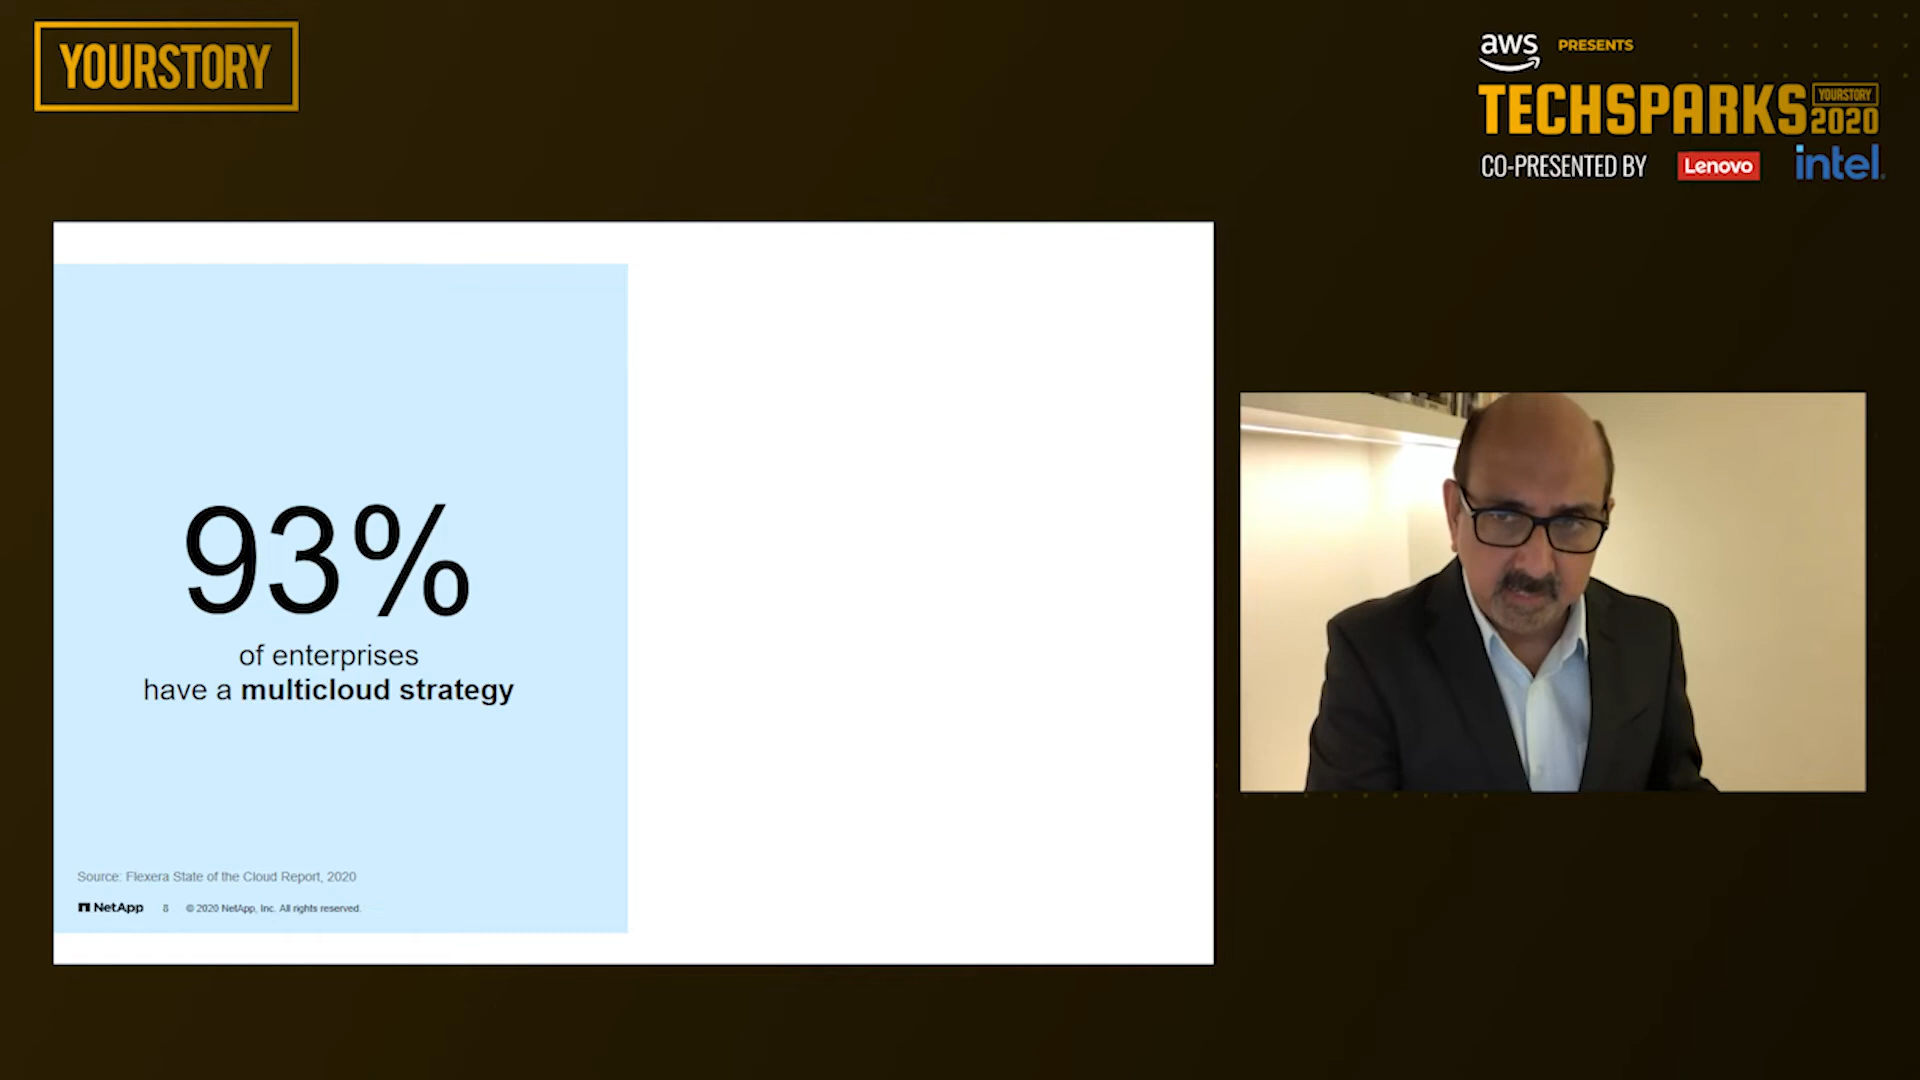 YOURSTORY
aws PRESENTS
TECHSPARKS YOURSTORY 2020
CO-PRESENTED BY Lenovo intel.
93%
of enterprises
have a multicloud strategy
Source: Flexera State of the Cloud Report, 2020
NetApp 8 © 2020 NetApp, Inc. All rights reserved.